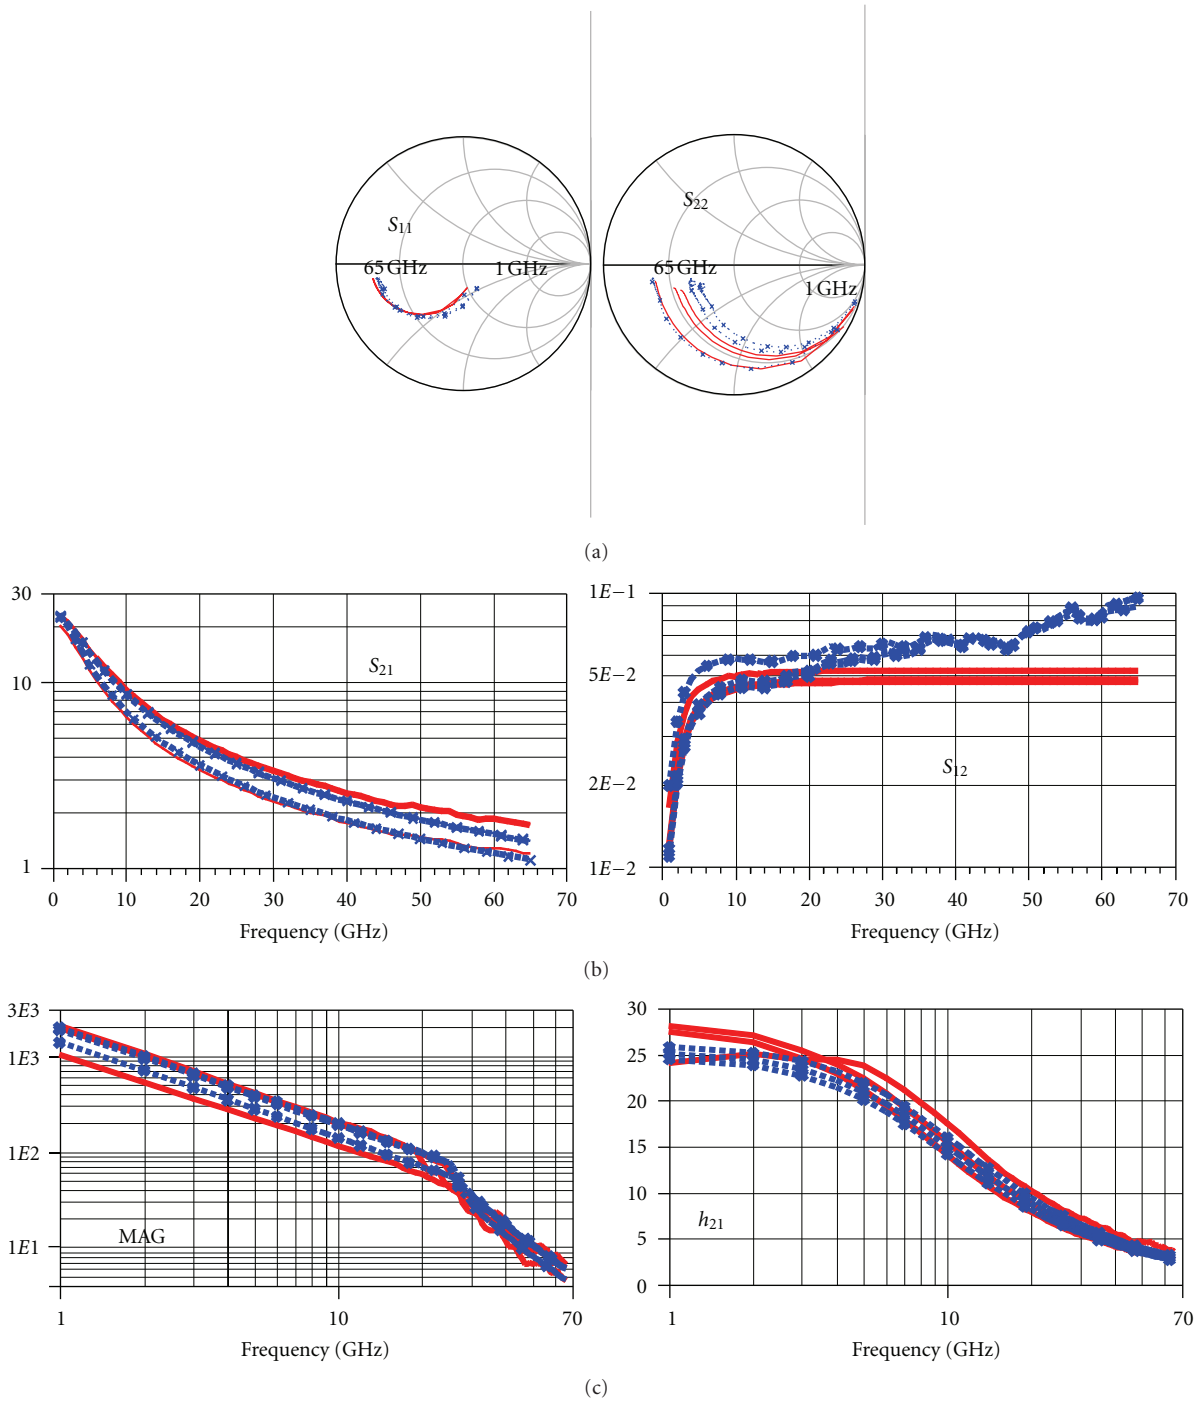 S11
65 GHz
1 GHz
S22
65 GHz
1 GHz
(a)
30
10
1
S21
0 10 20 30 40 50 60 70
Frequency (GHz)
1E−1
5E−2
2E−2
1E−2
S12
0 10 20 30 40 50 60 70
Frequency (GHz)
(b)
3E3
1E3
1E2
1E1
MAG
1 10 70
Frequency (GHz)
30
25
20
15
10
5
0
h21
1 10 70
Frequency (GHz)
(c)